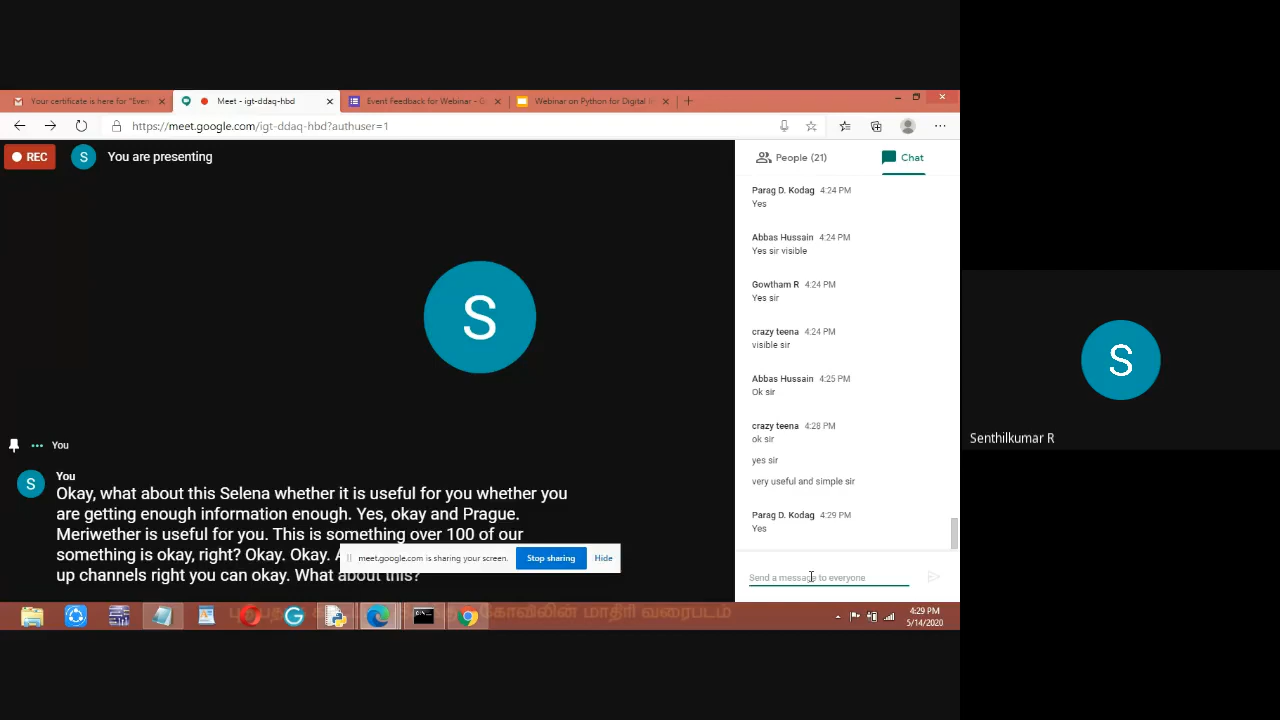 Your certificate is here for "Even
Meet - igt-ddaq-hbd
Event Feedback for Webinar - G
Webinar on Python for Digital I
https://meet.google.com/igt-ddaq-hbd?authuser=1
REC
S
You are presenting
People (21)
Chat
Parag D. Kodag 4:24 PM
Yes
Abbas Hussain 4:24 PM
Yes sir visible
Gowtham R 4:24 PM
Yes sir
crazy teena 4:24 PM
visible sir
Abbas Hussain 4:25 PM
Ok sir
crazy teena 4:28 PM
ok sir
yes sir
very useful and simple sir
Parag D. Kodag 4:29 PM
Yes
Send a message to everyone
S
You
S
You
Okay, what about this Selena whether it is useful for you whether you
are getting enough information enough. Yes, okay and Prague.
Meriwether is useful for you. This is something over 100 of our
something is okay, right? Okay. Okay.
up channels right you can okay. What about this?
meet.google.com is sharing your screen.
Stop sharing
Hide
கோவிலின் மாதிரி வரைபடம்
4:29 PM
5/14/2020
S
Senthilkumar R